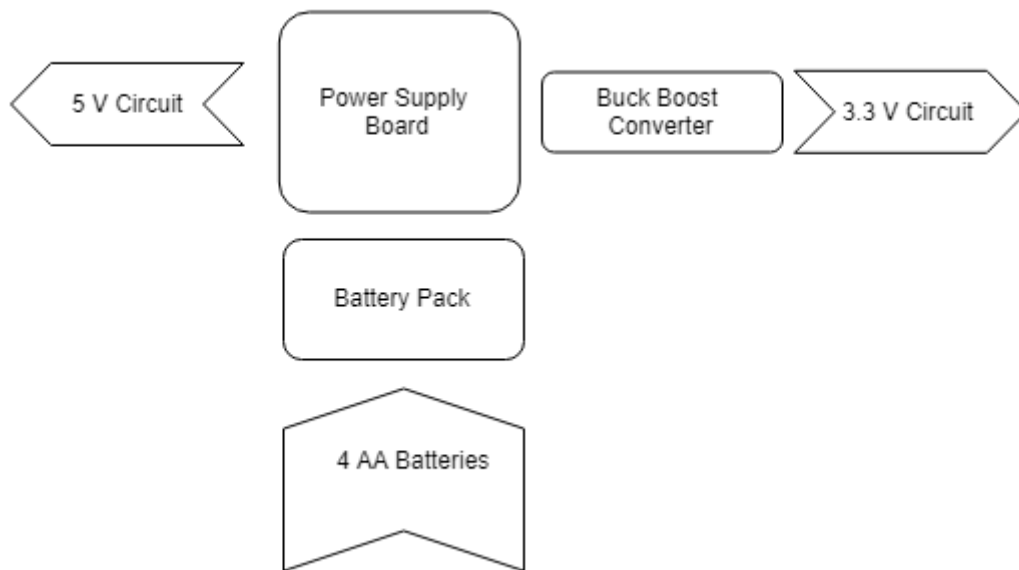 5 V Circuit
Power Supply
Board
Buck Boost
Converter
3.3 V Circuit
Battery Pack
4 AA Batteries